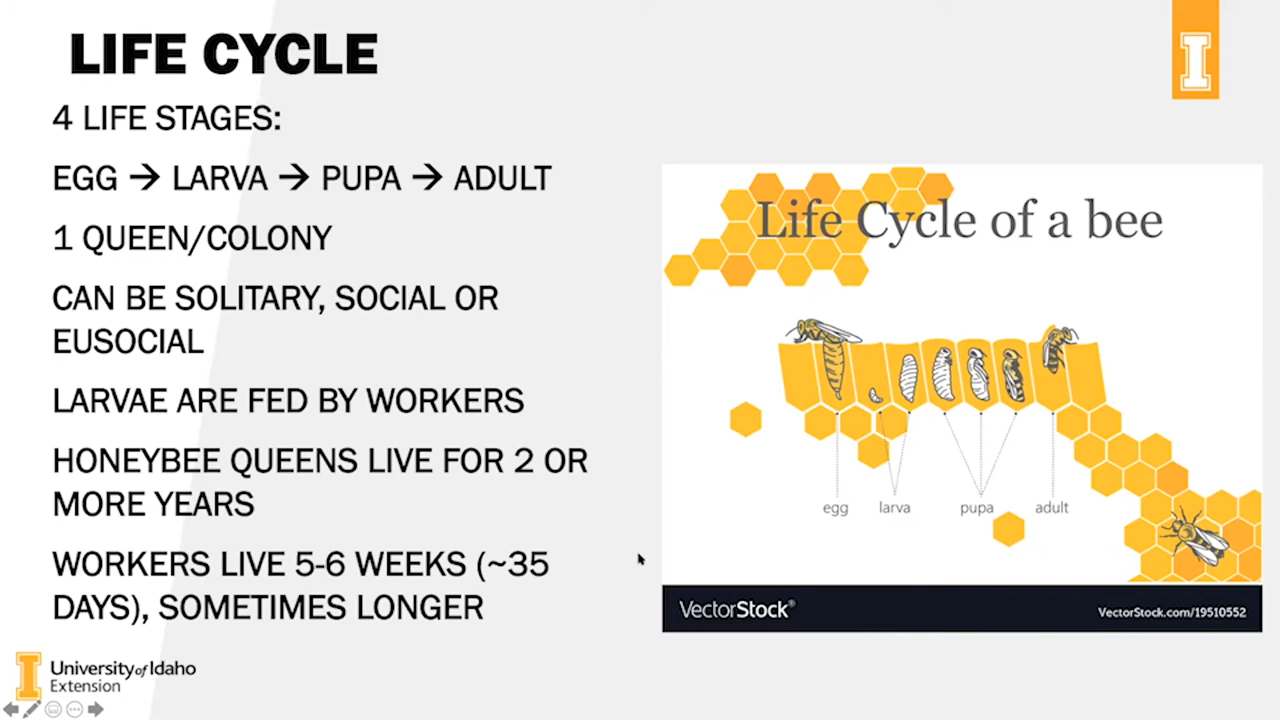 LIFE CYCLE
4 LIFE STAGES:
EGG → LARVA → PUPA → ADULT
1 QUEEN/COLONY
CAN BE SOLITARY, SOCIAL OR
EUSOCIAL
LARVAE ARE FED BY WORKERS
HONEYBEE QUEENS LIVE FOR 2 OR
MORE YEARS
WORKERS LIVE 5-6 WEEKS (~35
DAYS), SOMETIMES LONGER
I
Life Cycle of a bee
egg larva pupa adult
VectorStock® VectorStock.com/19510552
I
University of Idaho
Extension